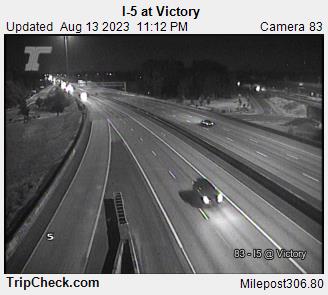 I-5 at Victory
Updated Aug 13 2023 11:12 PM Camera 83
S
83 - I5 @ Victory
TripCheck.com Milepost306.80